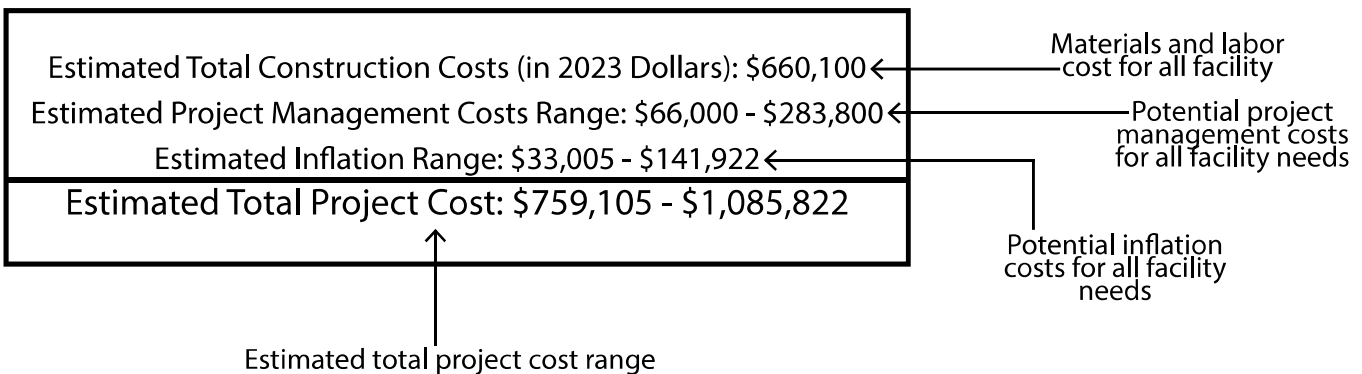 Estimated Total Construction Costs (in 2023 Dollars): $660,100
Estimated Project Management Costs Range: $66,000 - $283,800
Estimated Inflation Range: $33,005 - $141,922
Estimated Total Project Cost: $759,105 - $1,085,822
Materials and labor
cost for all facility
Potential project
management costs
for all facility needs
Potential inflation
costs for all facility
needs
Estimated total project cost range